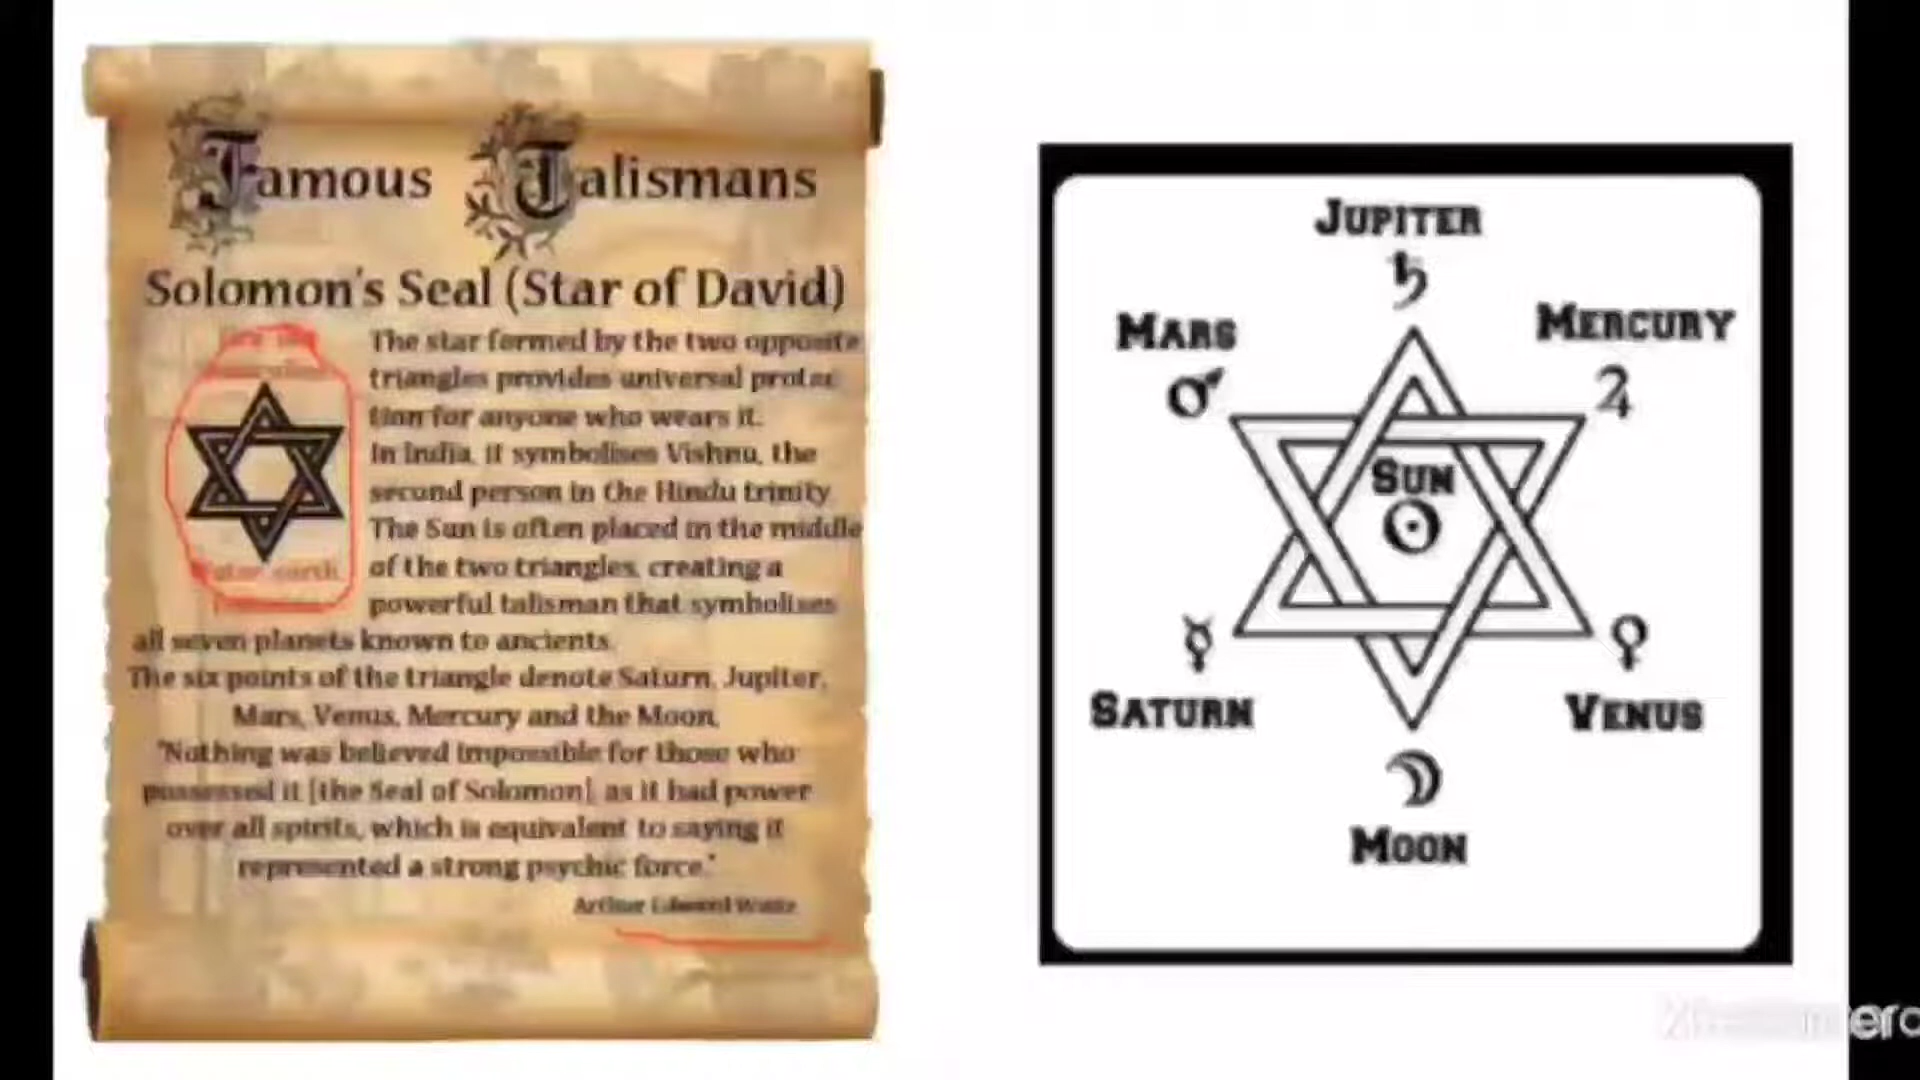 Famous Talismans
Solomon's Seal (Star of David)
The star formed by the two opposite
triangles provides universal protec
tion for anyone who wears it.
In India, it symbolises Vishnu, the
second person in the Hindu trinity
The Sun is often placed in the middle
of the two triangles, creating a
powerful talisman that symbolises
all seven planets known to ancients.
The six points of the triangle denote Saturn, Jupiter,
Mars, Venus, Mercury and the Moon.
"Nothing was believed impossible for those who
possessed it [the Seal of Solomon], as it had power
over all spirits, which is equivalent to saying it
represented a strong psychic force."
Arthur Edward Waite
Water earth
JUPITER
MARS
MERCURY
SUN
SATURN
VENUS
MOON